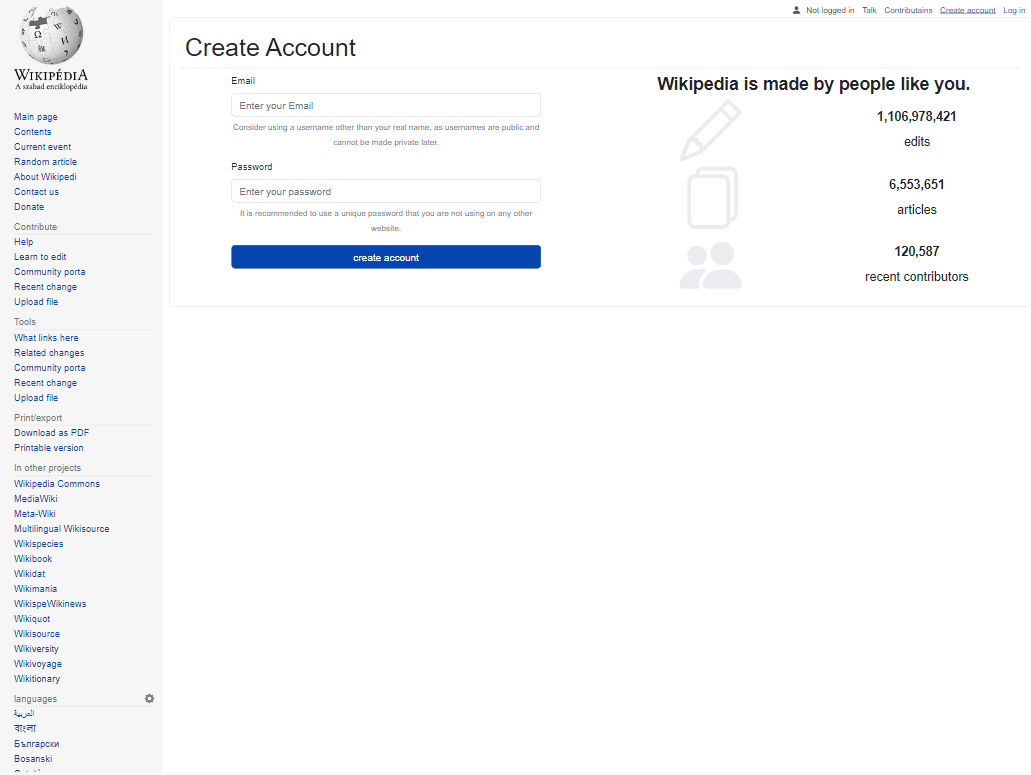 Not logged in Talk Contributains Create account Log in
WIKIPÉDIA
A szabad enciklopédia
Main page
Contents
Current event
Random article
About Wikipedi
Contact us
Donate
Contribute
Help
Learn to edit
Community porta
Recent change
Upload file
Tools
What links here
Related changes
Community porta
Recent change
Upload file
Print/export
Download as PDF
Printable version
In other projects
Wikipedia Commons
MediaWiki
Meta-Wiki
Multilingual Wikisource
Wikispecies
Wikibook
Wikidat
Wikimania
WikispeWikinews
Wikiquot
Wikisource
Wikiversity
Wikivoyage
Wikitionary
languages
العربية
বাংলা
Български
Bosanski
Create Account
Email
Enter your Email
Consider using a username other than your real name, as usernames are public and
cannot be made private later.
Password
Enter your password
It is recommended to use a unique password that you are not using on any other
website.
create account
Wikipedia is made by people like you.
1,106,978,421
edits
6,553,651
articles
120,587
recent contributors